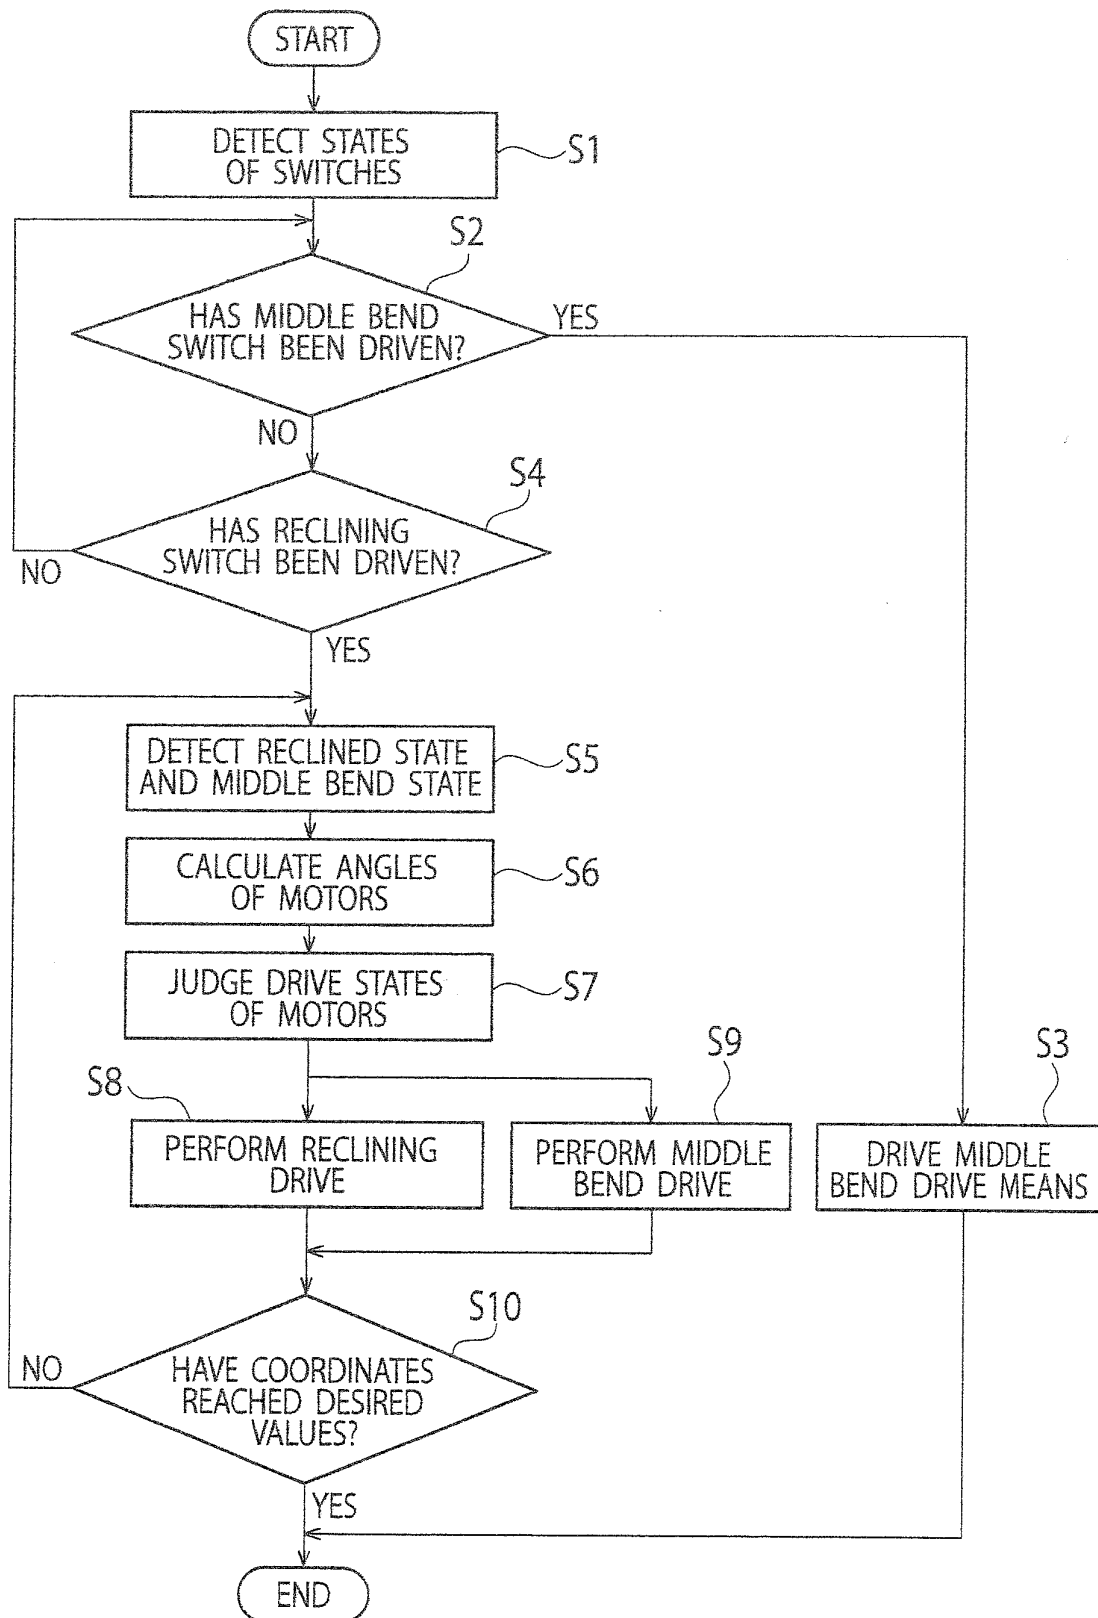 START
DETECT STATES
OF SWITCHES
S1
S2
HAS MIDDLE BEND
SWITCH BEEN DRIVEN?
YES
NO
S4
HAS RECLINING
SWITCH BEEN DRIVEN?
NO
YES
DETECT RECLINED STATE
AND MIDDLE BEND STATE
S5
CALCULATE ANGLES
OF MOTORS
S6
JUDGE DRIVE STATES
OF MOTORS
S7
S8
PERFORM RECLINING
DRIVE
S9
PERFORM MIDDLE
BEND DRIVE
S3
DRIVE MIDDLE
BEND DRIVE MEANS
S10
HAVE COORDINATES
REACHED DESIRED
VALUES?
NO
YES
END